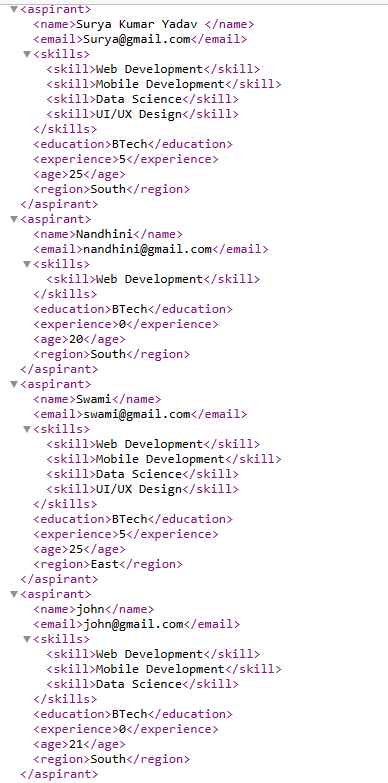 <aspirant>
<name>Surya Kumar Yadav </name>
<email>Surya@gmail.com</email>
<skills>
<skill>Web Development</skill>
<skill>Mobile Development</skill>
<skill>Data Science</skill>
<skill>UI/UX Design</skill>
</skills>
<education>BTech</education>
<experience>5</experience>
<age>25</age>
<region>South</region>
</aspirant>
<aspirant>
<name>Nandhini</name>
<email>nandhini@gmail.com</email>
<skills>
<skill>Web Development</skill>
</skills>
<education>BTech</education>
<experience>0</experience>
<age>20</age>
<region>South</region>
</aspirant>
<aspirant>
<name>Swami</name>
<email>swami@gmail.com</email>
<skills>
<skill>Web Development</skill>
<skill>Mobile Development</skill>
<skill>Data Science</skill>
<skill>UI/UX Design</skill>
</skills>
<education>BTech</education>
<experience>5</experience>
<age>25</age>
<region>East</region>
</aspirant>
<aspirant>
<name>john</name>
<email>john@gmail.com</email>
<skills>
<skill>Web Development</skill>
<skill>Mobile Development</skill>
<skill>Data Science</skill>
</skills>
<education>BTech</education>
<experience>0</experience>
<age>21</age>
<region>South</region>
</aspirant>